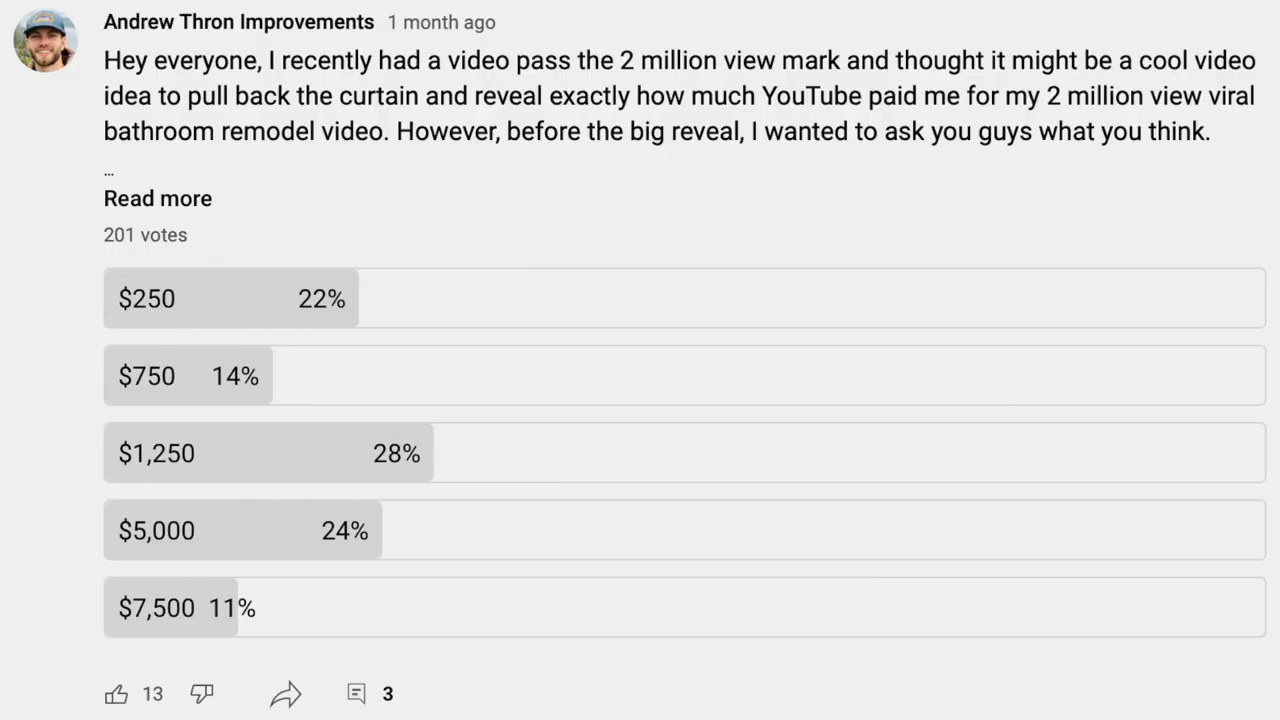 Andrew Thron Improvements 1 month ago
Hey everyone, I recently had a video pass the 2 million view mark and thought it might be a cool video
idea to pull back the curtain and reveal exactly how much YouTube paid me for my 2 million view viral
bathroom remodel video. However, before the big reveal, I wanted to ask you guys what you think.
...
Read more
201 votes
$250 22%
$750 14%
$1,250 28%
$5,000 24%
$7,500 11%
13 3